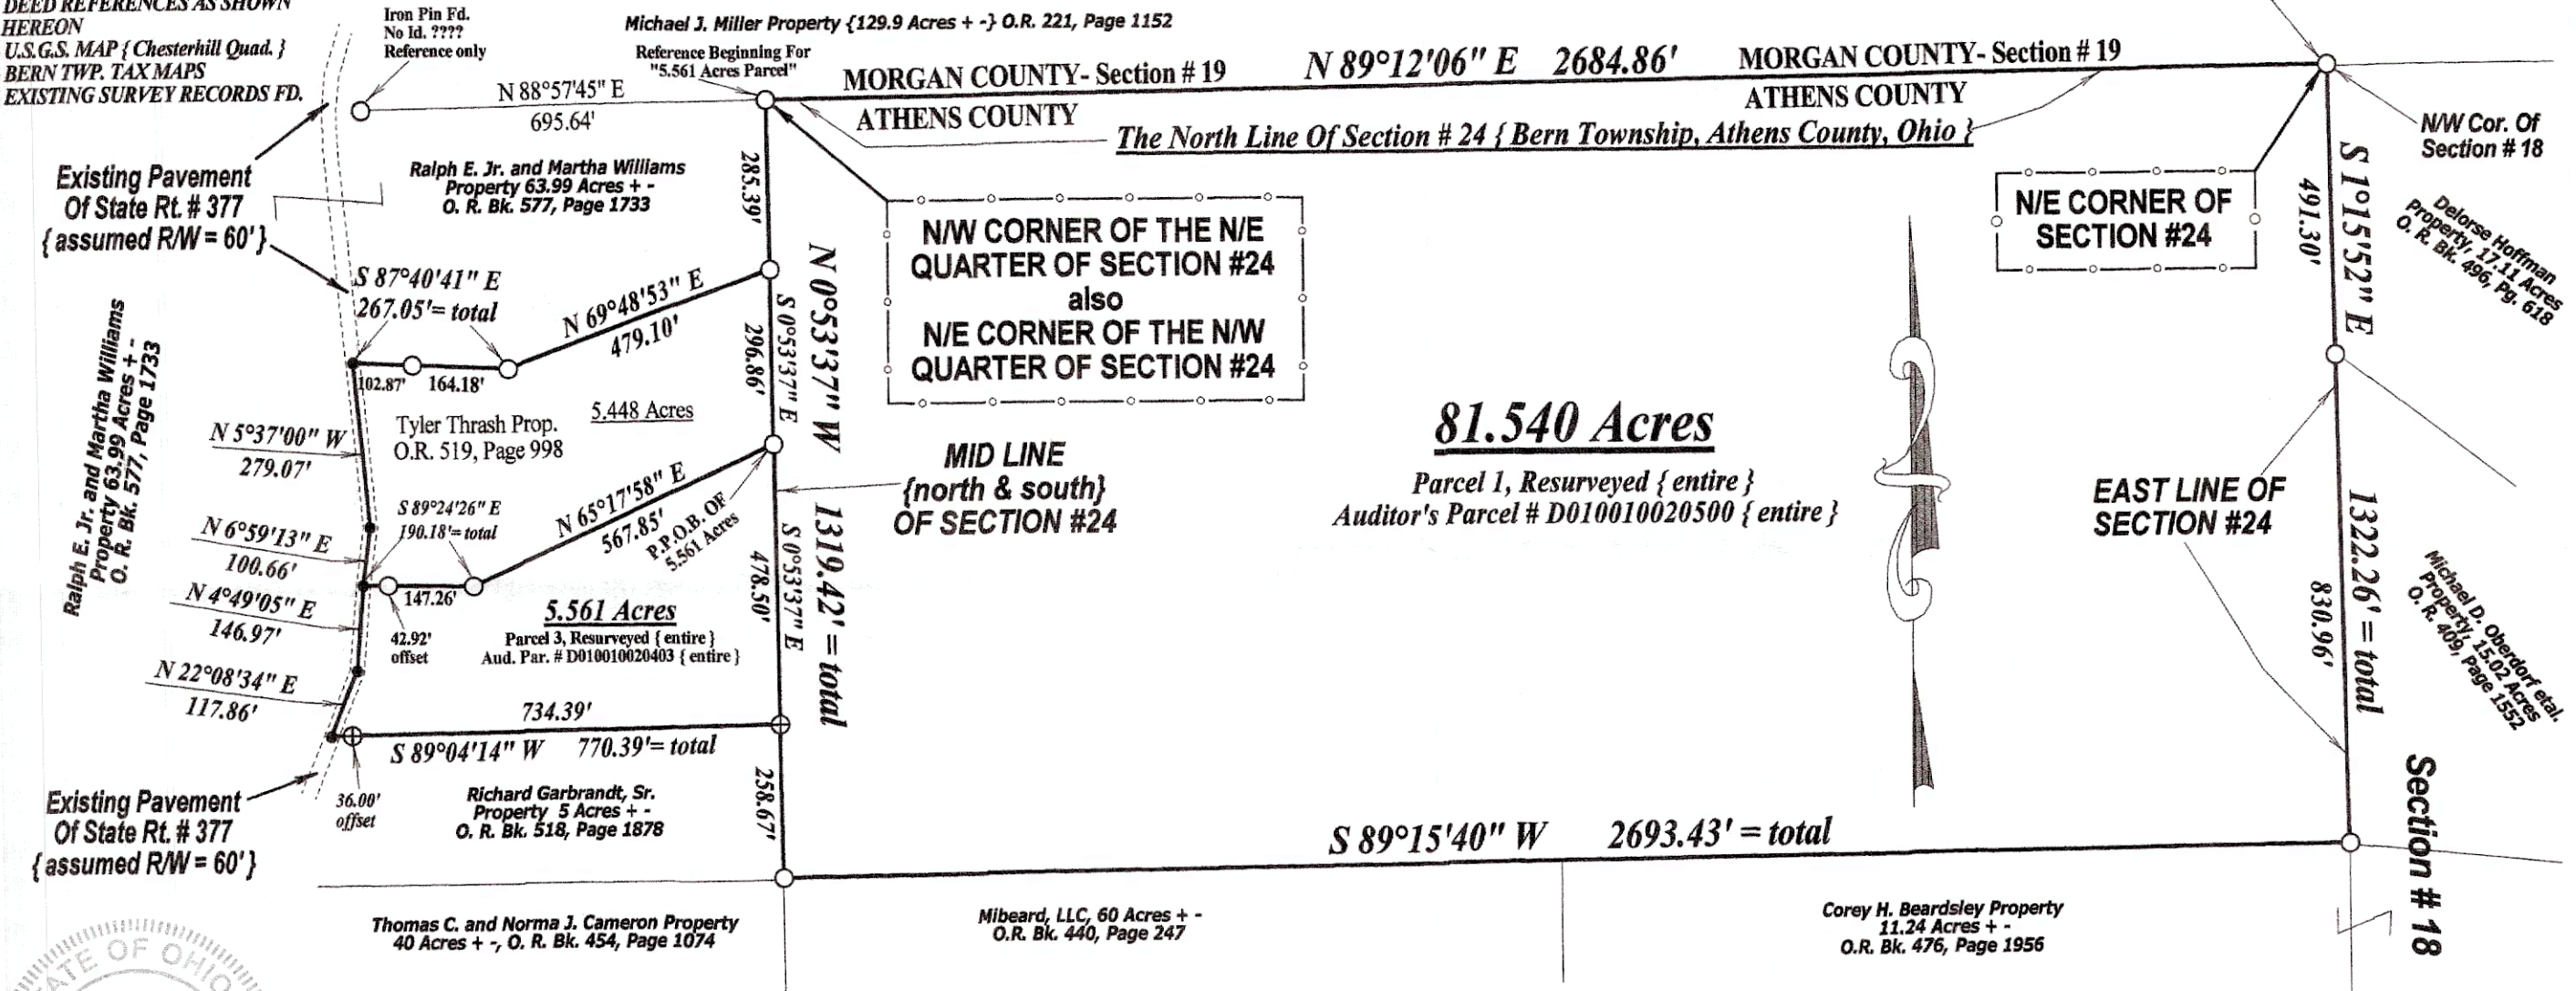 DEED REFERENCES AS SHOWN
HEREON
U.S.G.S. MAP { Chesterhill Quad. }
BERN TWP. TAX MAPS
EXISTING SURVEY RECORDS FD.
Iron Pin Fd.
No Id. ????
Reference only
Michael J. Miller Property {129.9 Acres + -} O.R. 221, Page 1152
Reference Beginning For
"5.561 Acres Parcel"
MORGAN COUNTY- Section # 19
N 89°12'06" E 2684.86'
MORGAN COUNTY- Section # 19
N 88°57'45" E
695.64'
ATHENS COUNTY
ATHENS COUNTY
The North Line Of Section # 24 { Bern Township, Athens County, Ohio }
N/W Cor. Of
Section # 18
Existing Pavement
Of State Rt. # 377
{ assumed R/W = 60' }
Ralph E. Jr. and Martha Williams
Property 63.99 Acres + -
O. R. Bk. 577, Page 1733
285.39'
N/W CORNER OF THE N/E
QUARTER OF SECTION #24
also
N/E CORNER OF THE N/W
QUARTER OF SECTION #24
N/E CORNER OF
SECTION #24
S 1°15'52" E
491.30'
Delorse Hoffman
Property, 17.11 Acres
O. R. Bk. 496, Pg. 618
S 87°40'41" E
267.05'= total
N 69°48'53" E
479.10'
S 0°53'37" E
296.86'
N 0°53'37" W 1319.42' = total
102.87'
164.18'
Ralph E. Jr. and Martha Williams
Property 63.99 Acres + -
O. R. Bk. 577, Page 1733
Tyler Thrash Prop.
O.R. 519, Page 998
5.448 Acres
N 5°37'00" W
279.07'
MID LINE
{north & south}
OF SECTION #24
81.540 Acres
Parcel 1, Resurveyed { entire }
Auditor's Parcel # D010010020500 { entire }
EAST LINE OF
SECTION #24
1322.26' = total
830.96'
Michael D. Oberdorf etal.
Property, 15.02 Acres
O. R. 409, Page 1552
S 89°24'26" E
190.18'= total
N 65°17'58" E
567.85'
P.P.O.B. OF
5.561 Acres
N 6°59'13" E
100.66'
S 0°53'37" E
478.50'
N 4°49'05" E
146.97'
147.26'
42.92'
offset
5.561 Acres
Parcel 3, Resurveyed { entire }
Aud. Par. # D010010020403 { entire }
N 22°08'34" E
117.86'
734.39'
S 89°04'14" W 770.39'= total
258.67'
Existing Pavement
Of State Rt. # 377
{ assumed R/W = 60' }
36.00'
offset
Richard Garbrandt, Sr.
Property 5 Acres + -
O. R. Bk. 518, Page 1878
S 89°15'40" W 2693.43' = total
Section # 18
Thomas C. and Norma J. Cameron Property
40 Acres + -, O. R. Bk. 454, Page 1074
Mibeard, LLC, 60 Acres + -
O.R. Bk. 440, Page 247
Corey H. Beardsley Property
11.24 Acres + -
O.R. Bk. 476, Page 1956
OF OHIO